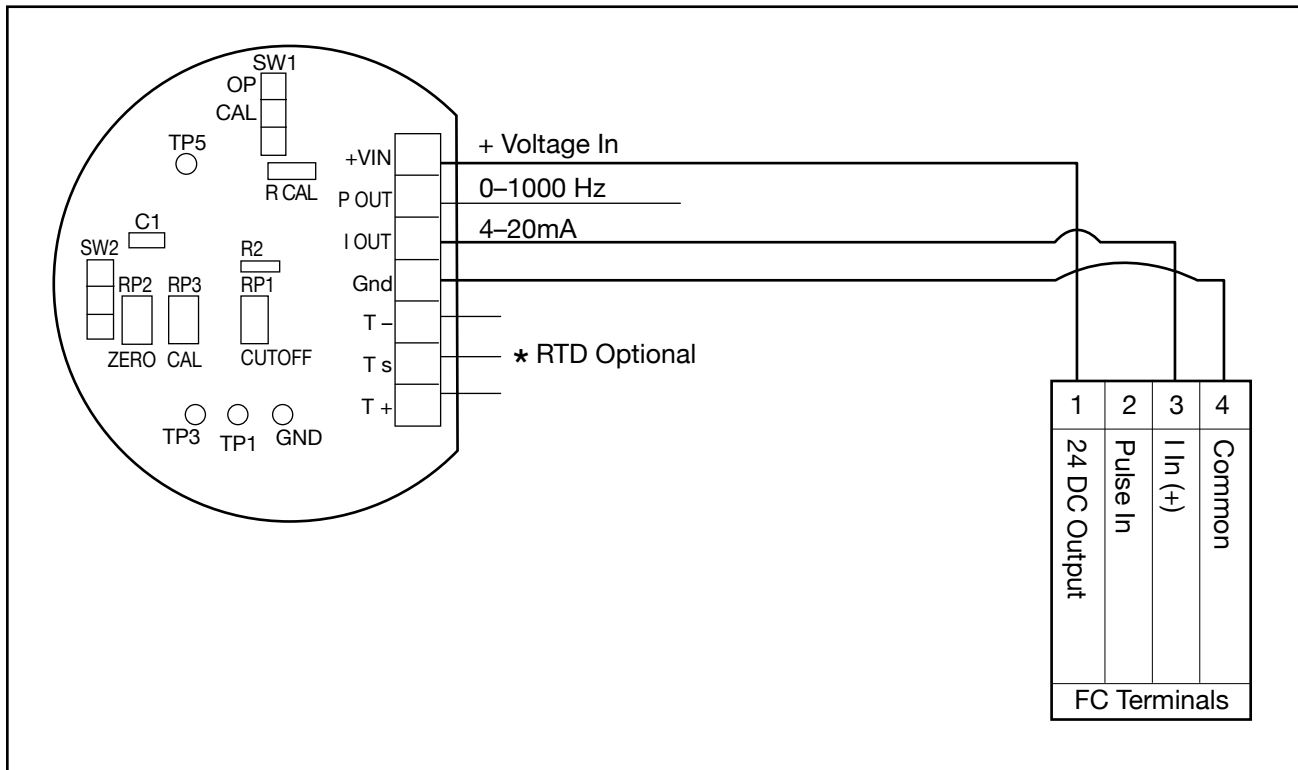 SW1
OP
CAL
TP5
R CAL
C1
SW2
R2
RP2
RP3
RP1
ZERO
CAL
CUTOFF
TP3
TP1
GND
+VIN
P OUT
I OUT
Gnd
T –
T s
T +
+ Voltage In
0–1000 Hz
4–20mA
* RTD Optional
1
2
3
4
24 DC Output
Pulse In
I In (+)
Common
FC Terminals